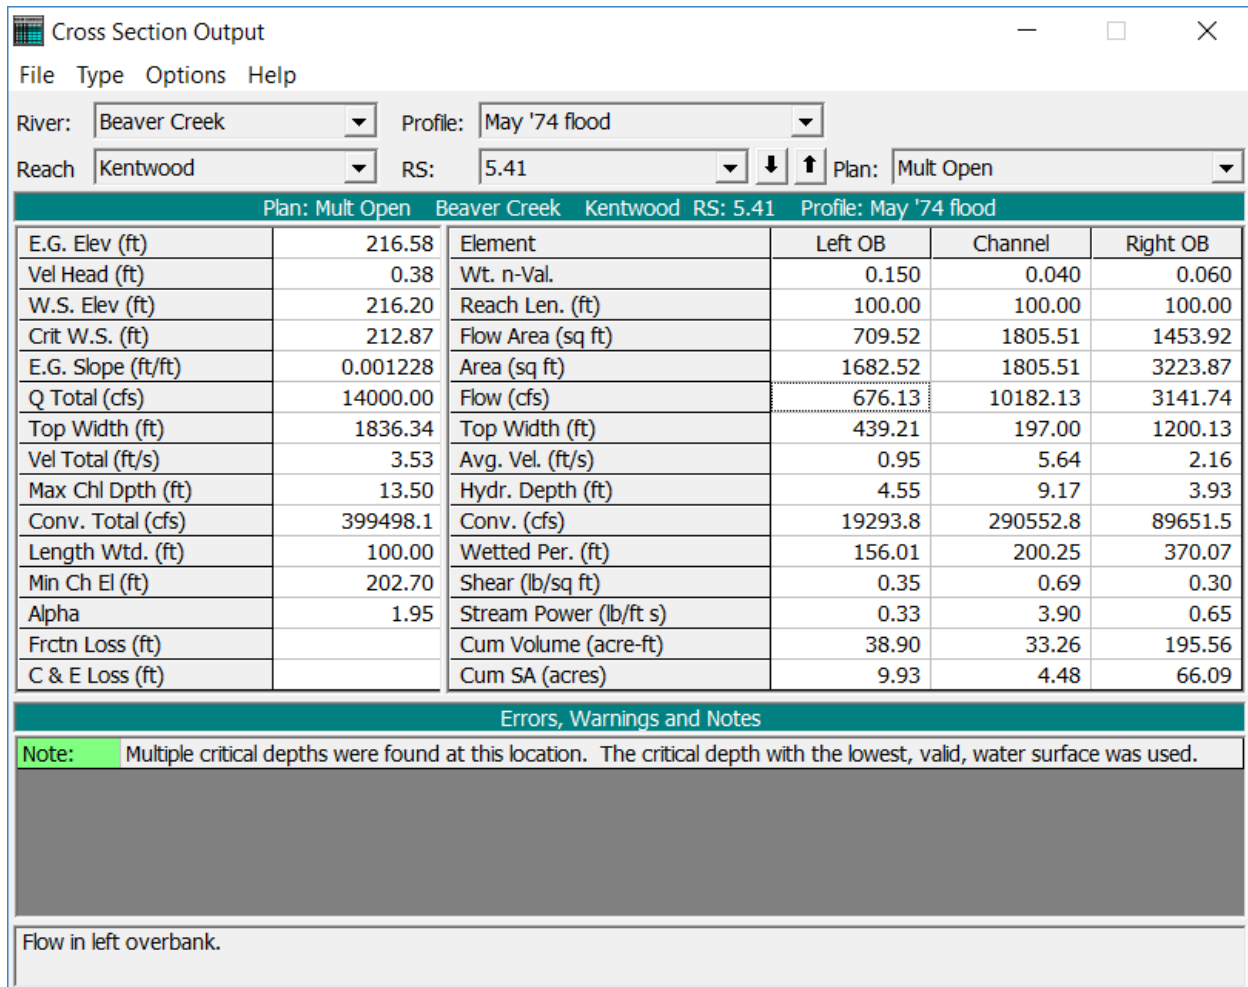 Cross Section Output
File Type Options Help
River: Beaver Creek Profile: May '74 flood
Reach Kentwood RS: 5.41 Plan: Mult Open
Plan: Mult Open Beaver Creek Kentwood RS: 5.41 Profile: May '74 flood
E.G. Elev (ft) 216.58 Element Left OB Channel Right OB
Vel Head (ft) 0.38 Wt. n-Val. 0.150 0.040 0.060
W.S. Elev (ft) 216.20 Reach Len. (ft) 100.00 100.00 100.00
Crit W.S. (ft) 212.87 Flow Area (sq ft) 709.52 1805.51 1453.92
E.G. Slope (ft/ft) 0.001228 Area (sq ft) 1682.52 1805.51 3223.87
Q Total (cfs) 14000.00 Flow (cfs) 676.13 10182.13 3141.74
Top Width (ft) 1836.34 Top Width (ft) 439.21 197.00 1200.13
Vel Total (ft/s) 3.53 Avg. Vel. (ft/s) 0.95 5.64 2.16
Max Chl Dpth (ft) 13.50 Hydr. Depth (ft) 4.55 9.17 3.93
Conv. Total (cfs) 399498.1 Conv. (cfs) 19293.8 290552.8 89651.5
Length Wtd. (ft) 100.00 Wetted Per. (ft) 156.01 200.25 370.07
Min Ch El (ft) 202.70 Shear (lb/sq ft) 0.35 0.69 0.30
Alpha 1.95 Stream Power (lb/ft s) 0.33 3.90 0.65
Frctn Loss (ft) Cum Volume (acre-ft) 38.90 33.26 195.56
C & E Loss (ft) Cum SA (acres) 9.93 4.48 66.09
Errors, Warnings and Notes
Note: Multiple critical depths were found at this location. The critical depth with the lowest, valid, water surface was used.
Flow in left overbank.